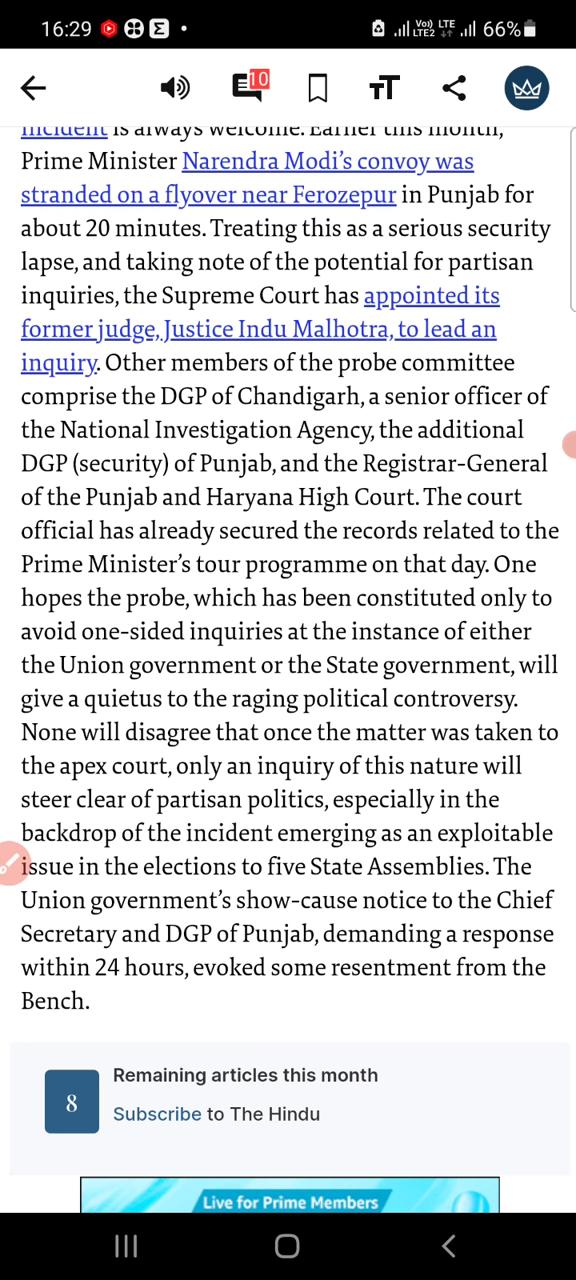 16:29
Vo)) LTE
LTE2
66%
10
TT
incident is always welcome. Earlier this month,
Prime Minister Narendra Modi’s convoy was
stranded on a flyover near Ferozepur in Punjab for
about 20 minutes. Treating this as a serious security
lapse, and taking note of the potential for partisan
inquiries, the Supreme Court has appointed its
former judge, Justice Indu Malhotra, to lead an
inquiry. Other members of the probe committee
comprise the DGP of Chandigarh, a senior officer of
the National Investigation Agency, the additional
DGP (security) of Punjab, and the Registrar-General
of the Punjab and Haryana High Court. The court
official has already secured the records related to the
Prime Minister’s tour programme on that day. One
hopes the probe, which has been constituted only to
avoid one-sided inquiries at the instance of either
the Union government or the State government, will
give a quietus to the raging political controversy.
None will disagree that once the matter was taken to
the apex court, only an inquiry of this nature will
steer clear of partisan politics, especially in the
backdrop of the incident emerging as an exploitable
issue in the elections to five State Assemblies. The
Union government’s show-cause notice to the Chief
Secretary and DGP of Punjab, demanding a response
within 24 hours, evoked some resentment from the
Bench.
Remaining articles this month
8
Subscribe to The Hindu
Live for Prime Members